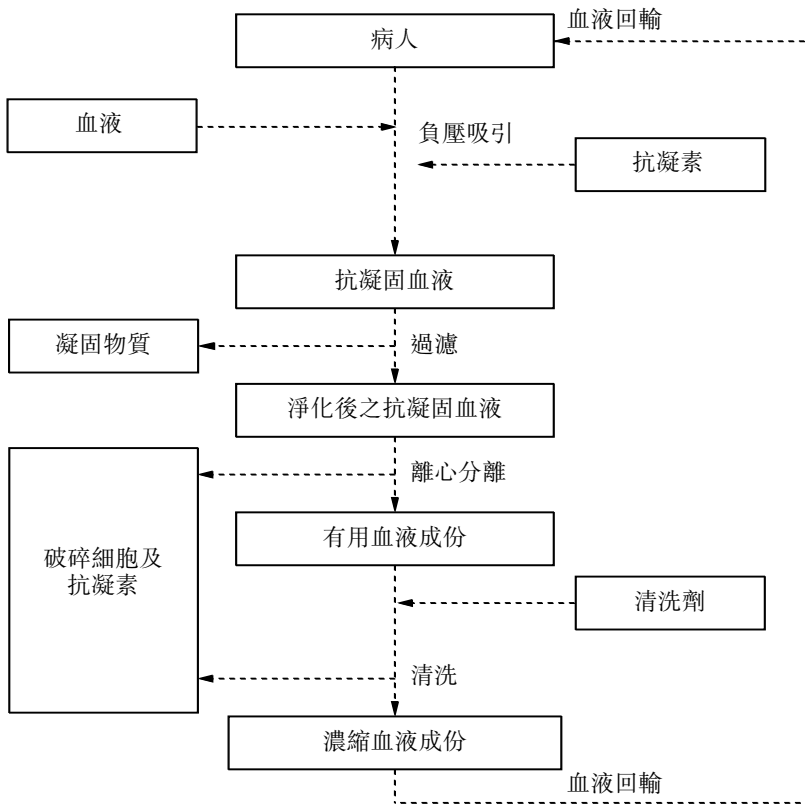 血液回輸
病人
血液
負壓吸引
抗凝素
抗凝固血液
凝固物質
過濾
淨化後之抗凝固血液
離心分離
有用血液成份
破碎細胞及
抗凝素
清洗劑
清洗
濃縮血液成份
血液回輸